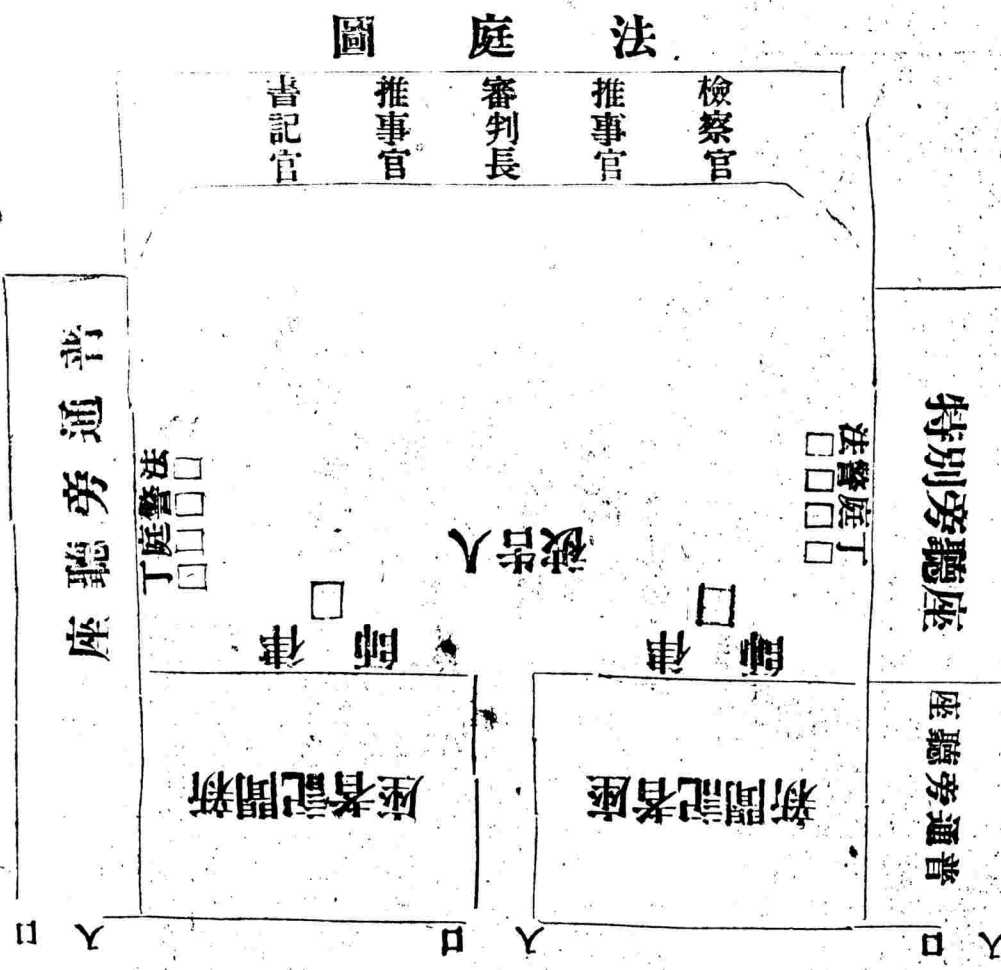 法庭圖
檢察官
推事官
審判長
推事官
書記官
普通旁聽座
法警庭丁
法警庭丁
特別旁聽座
被告人
律師
律師
新聞記者座
新聞記者座
普通旁聽座
入口
入口
入口